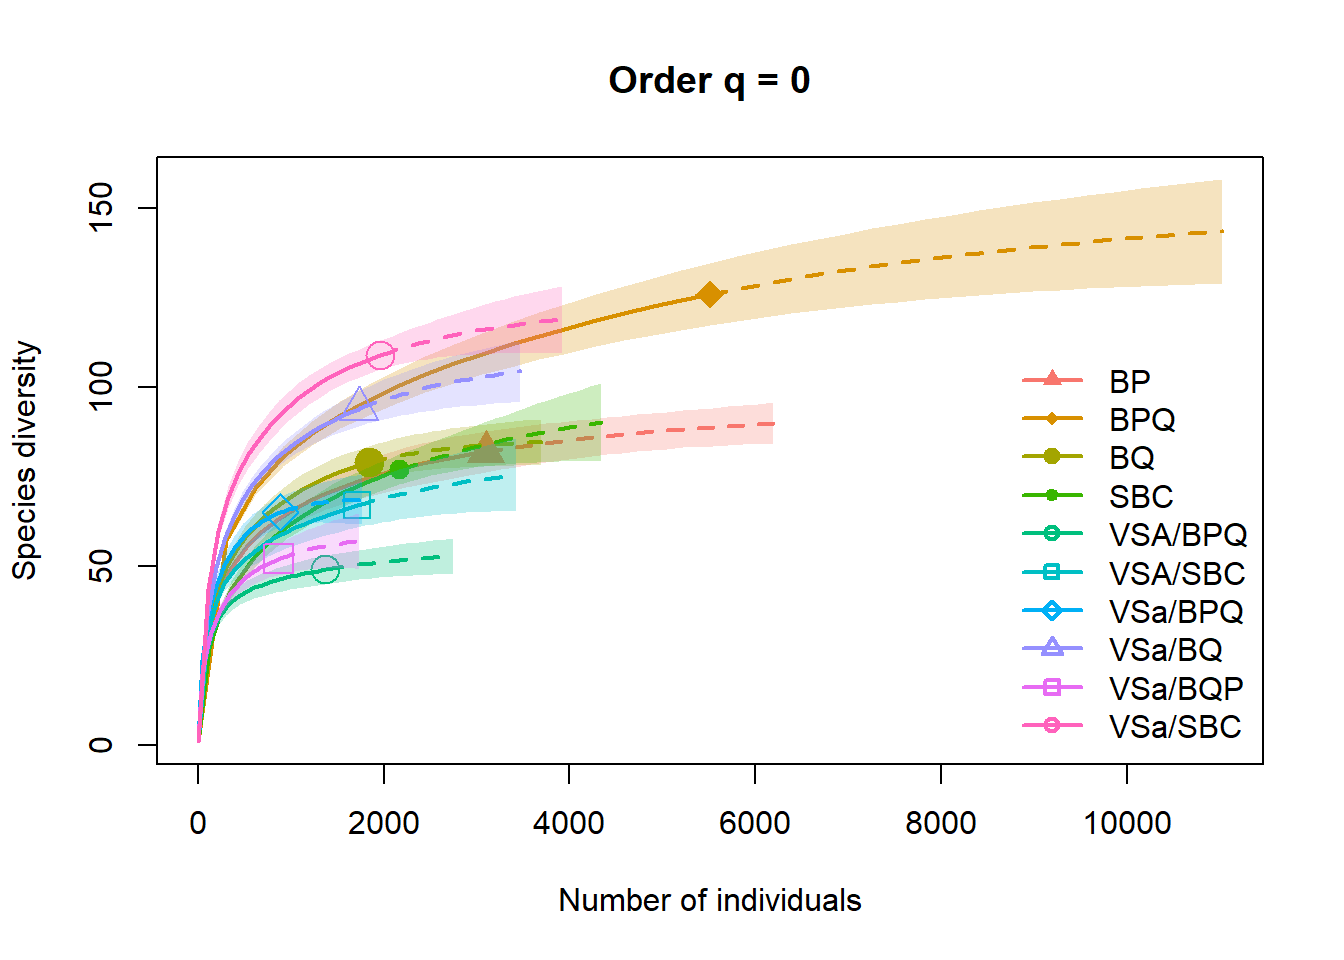 Order q = 0
Species diversity
150
100
50
0
0 2000 4000 6000 8000 10000
Number of individuals
BP
BPQ
BQ
SBC
VSA/BPQ
VSA/SBC
VSa/BPQ
VSa/BQ
VSa/BQP
VSa/SBC